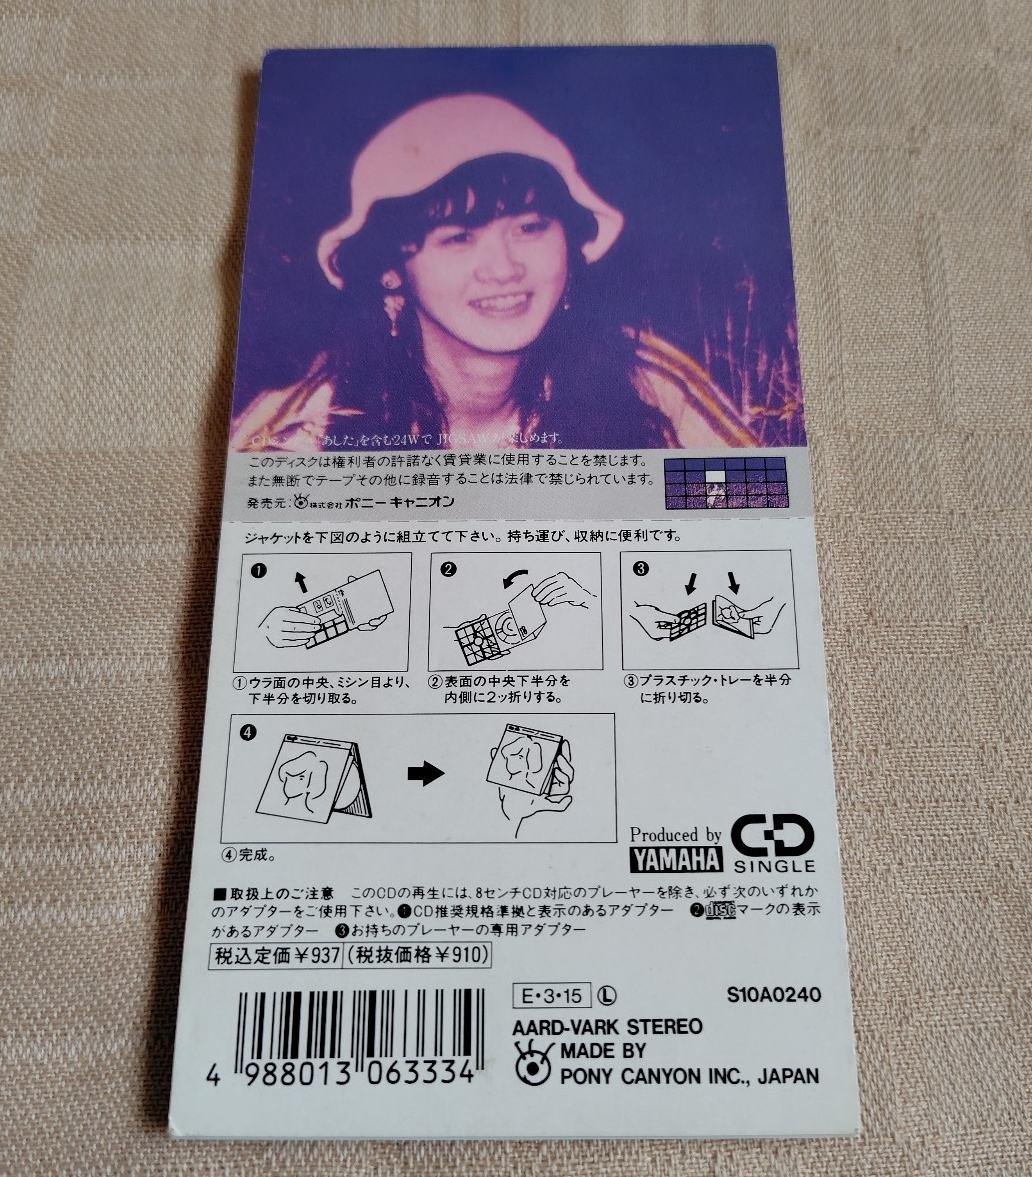 CDシングル「あした」を含む24WでJIGSAWが楽しめます。
このディスクは権利者の許諾なく賃貸業に使用することを禁じます。
また無断でテープその他に録音することは法律で禁じられています。
発売元:株式会社ポニーキャニオン
ジャケットを下図のように組立てて下さい。持ち運び、収納に便利です。
❶
❷
❸
①ウラ面の中央、ミシン目より、
下半分を切り取る。
②表面の中央下半分を
内側に2ッ折りする。
③プラスチック・トレーを半分
に折り切る。
❹
④完成。
Produced by
YAMAHA
CD
SINGLE
■取扱上のご注意 このCDの再生には、8センチCD対応のプレーヤーを除き、必ず次のいずれか
のアダプターをご使用下さい。❶CD推奨規格準拠と表示のあるアダプター ❷discマークの表示
があるアダプター ❸お持ちのプレーヤーの専用アダプター
税込定価¥937(税抜価格¥910)
E・3・15 Ⓛ S10A0240
AARD-VARK STEREO
MADE BY
PONY CANYON INC., JAPAN
4 988013 063334